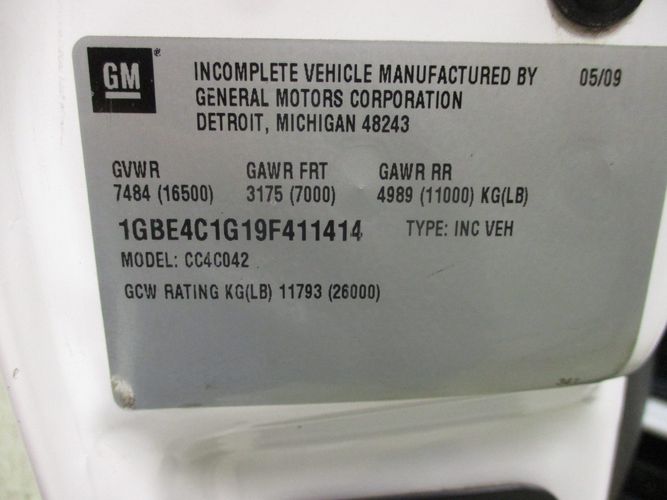 GM ®
INCOMPLETE VEHICLE MANUFACTURED BY 05/09
GENERAL MOTORS CORPORATION
DETROIT, MICHIGAN 48243
GVWR GAWR FRT GAWR RR
7484 (16500) 3175 (7000) 4989 (11000) KG(LB)
1GBE4C1G19F411414 TYPE: INC VEH
MODEL: CC4C042
GCW RATING KG(LB) 11793 (26000)